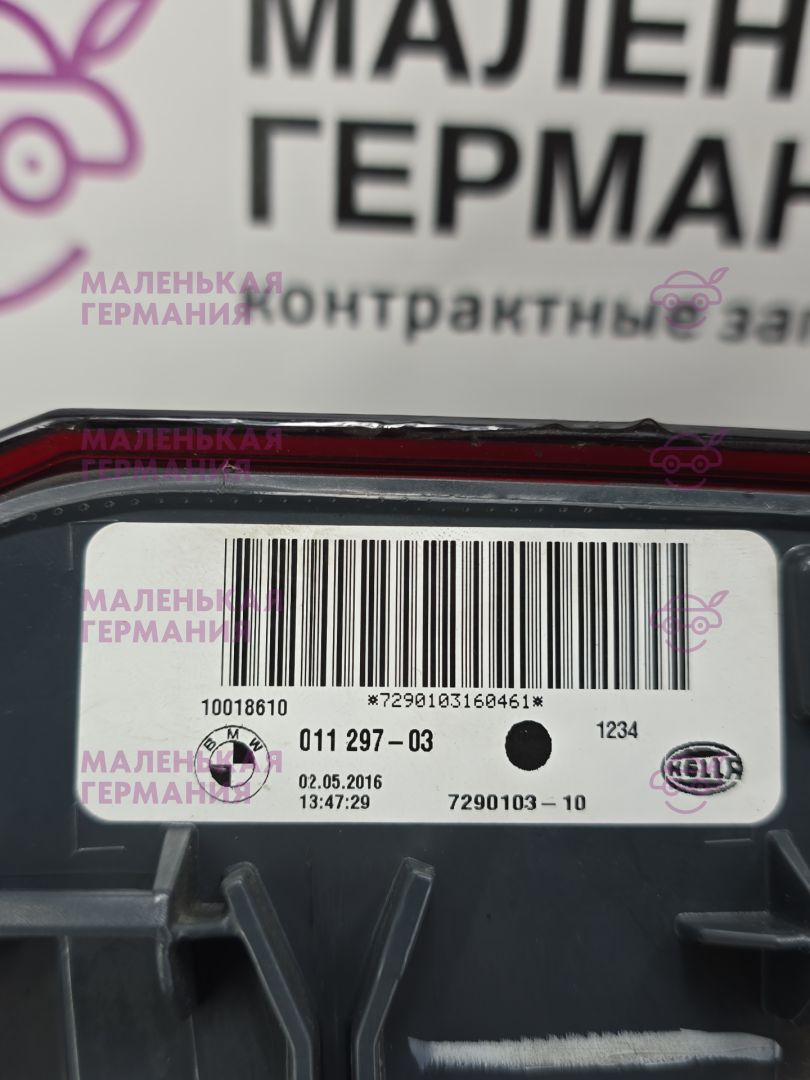 МАЛЕН
ГЕРМАН
контрактные зап
МАЛЕНЬКАЯ
ГЕРМАНИЯ
МАЛЕНЬКАЯ
ГЕРМАНИЯ
МАЛЕНЬКАЯ
ГЕРМАНИЯ
*7290103160461*
10018610
BMW
011 297-03
1234
HELLA
02.05.2016
13:47:29
7290103-10
МАЛЕНЬКАЯ
ГЕРМАНИЯ